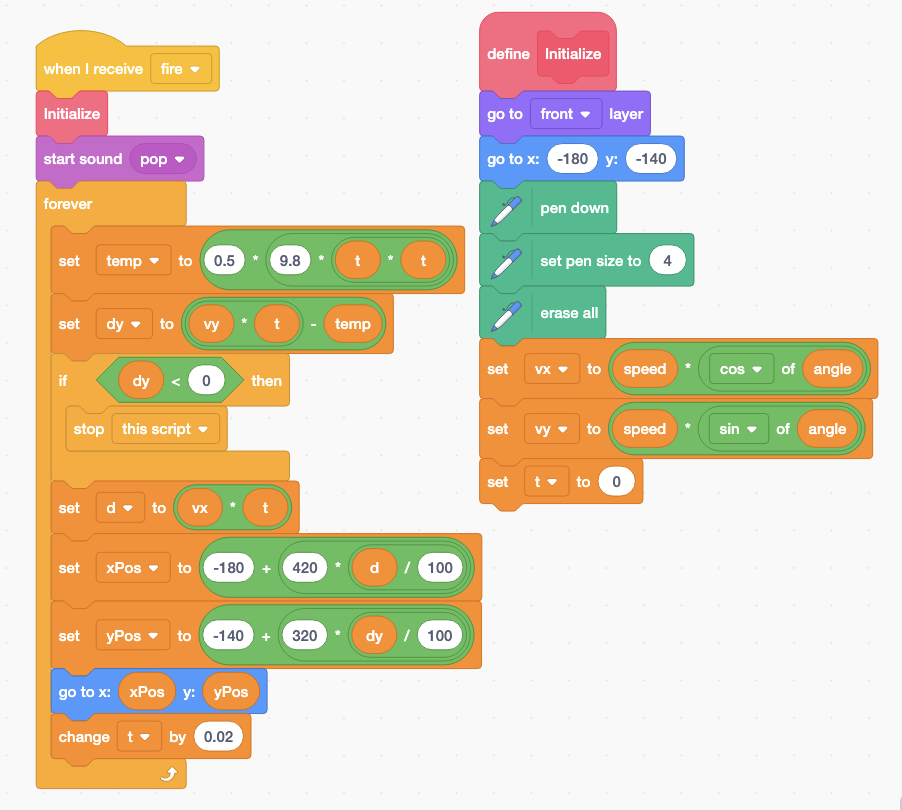 when I receive fire
Initialize
start sound pop
forever
set temp to 0.5 * 9.8 * t * t
set dy to vy * t - temp
if dy < 0 then
stop this script
set d to vx * t
set xPos to -180 + 420 * d / 100
set yPos to -140 + 320 * dy / 100
go to x: xPos y: yPos
change t by 0.02
define Initialize
go to front layer
go to x: -180 y: -140
pen down
set pen size to 4
erase all
set vx to speed * cos of angle
set vy to speed * sin of angle
set t to 0